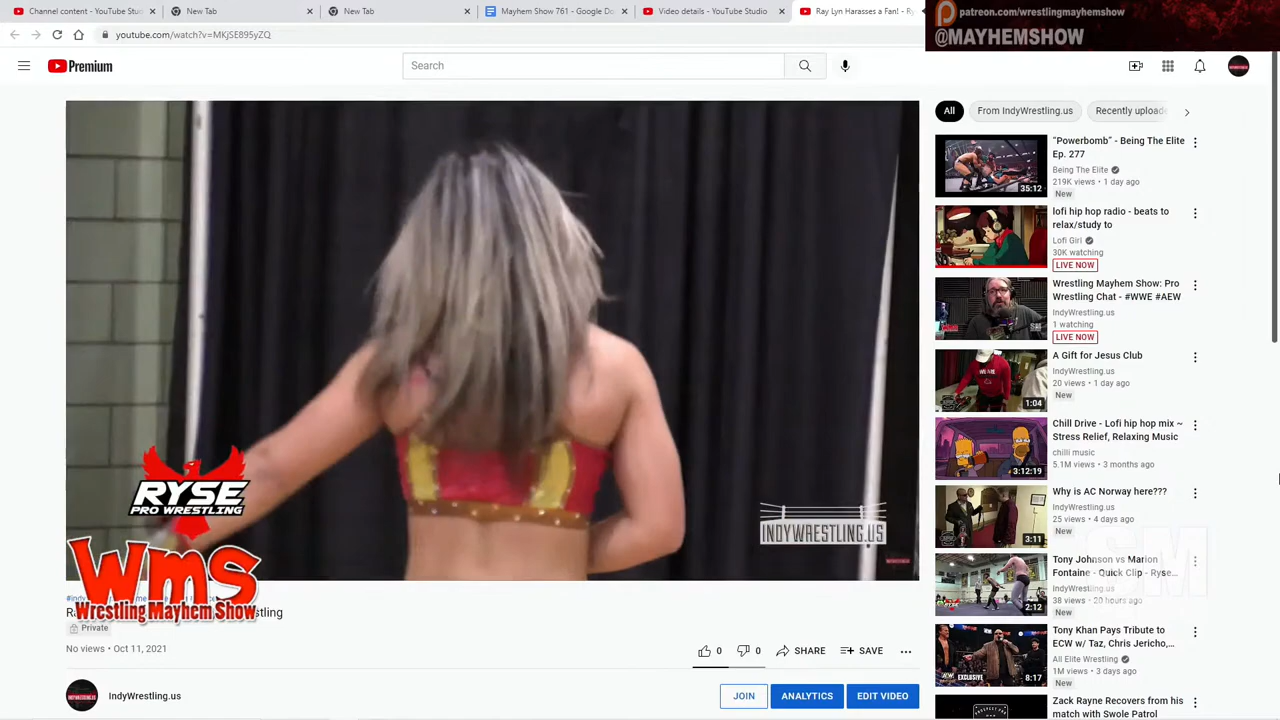 Channel content - YouTube Stud
New Tab
New Tab
Mayhem Show 761 - Google Do
Video details - YouTube Studio
Ray Lyn Harasses a Fan! - Ry
patreon.com/wrestlingmayhemshow
@MAYHEMSHOW
youtube.com/watch?v=MKjSE895yZQ
Premium
Search
All
From IndyWrestling.us
Recently uploade
"Powerbomb" - Being The Elite
Ep. 277
Being The Elite
219K views • 1 day ago
New
35:12
lofi hip hop radio - beats to
relax/study to
Lofi Girl
30K watching
LIVE NOW
Wrestling Mayhem Show: Pro
Wrestling Chat - #WWE #AEW
IndyWrestling.us
1 watching
LIVE NOW
A Gift for Jesus Club
IndyWrestling.us
20 views • 1 day ago
New
1:04
Chill Drive - Lofi hip hop mix ~
Stress Relief, Relaxing Music
chilli music
5.1M views • 3 months ago
3:12:19
Why is AC Norway here???
IndyWrestling.us
25 views • 4 days ago
New
3:11
SM
Tony Johnson vs Marion
Fontaine - Quick Clip - Ryse...
IndyWrestling.us
38 views • 20 hours ago
New
RYSE
2:12
Tony Khan Pays Tribute to
ECW w/ Taz, Chris Jericho,...
All Elite Wrestling
1M views • 3 days ago
New
EXCLUSIVE
8:17
Zack Rayne Recovers from his
match with Swole Patrol
RYSE
PRO WRESTLING
INDYWRESTLING.US
WMS
Wrestling Mayhem Show
#indy
Ra
stling
Private
No views • Oct 11, 2021
0
0
SHARE
SAVE
IndyWrestling.us
JOIN
ANALYTICS
EDIT VIDEO